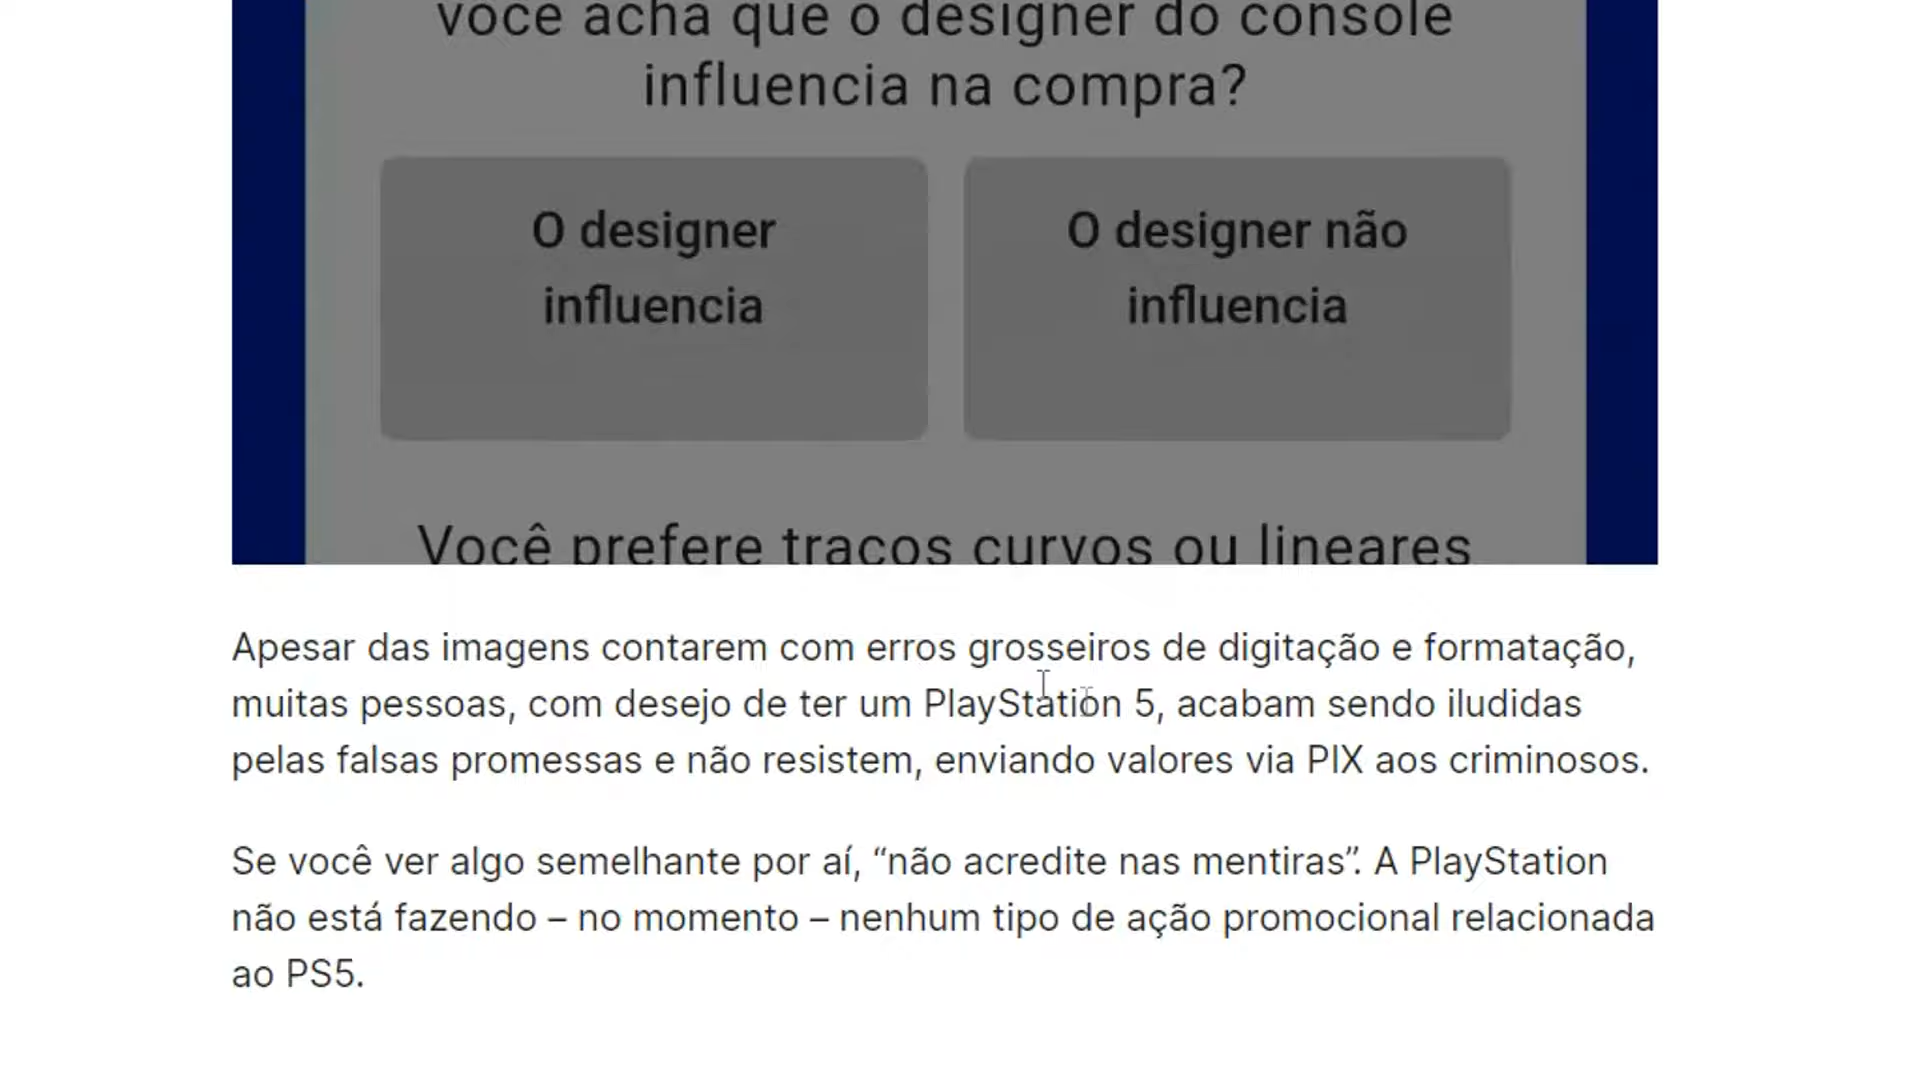 você acha que o designer do console
influencia na compra?
O designer
influencia
O designer não
influencia
Você prefere traços curvos ou lineares
Apesar das imagens contarem com erros grosseiros de digitação e formatação,
muitas pessoas, com desejo de ter um PlayStation 5, acabam sendo iludidas
pelas falsas promessas e não resistem, enviando valores via PIX aos criminosos.
Se você ver algo semelhante por aí, “não acredite nas mentiras”. A PlayStation
não está fazendo – no momento – nenhum tipo de ação promocional relacionada
ao PS5.